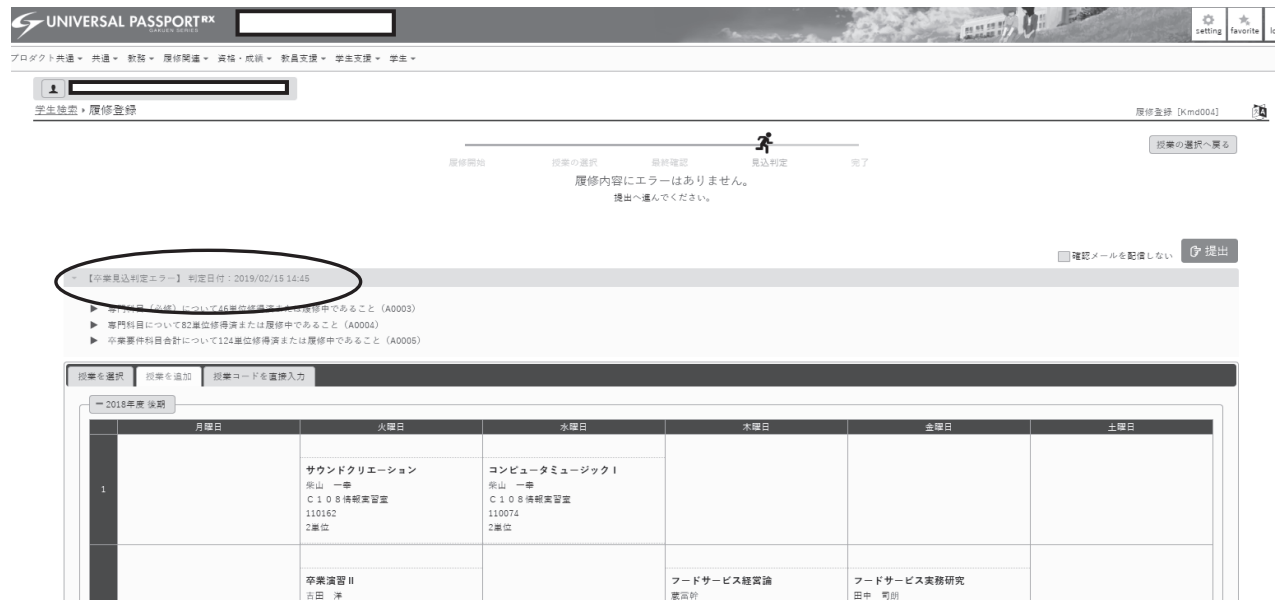 UNIVERSAL PASSPORT RX
GAKUEN SERIES
setting favorite
プロダクト共通 共通 教務 履修関連 資格・成績 教員支援 学生支援 学生
学生検索 履修登録
履修登録 [Kmd004]
授業の選択へ戻る
履修開始 授業の選択 最終確認 見込判定 完了
履修内容にエラーはありません。
提出へ進んでください。
確認メールを配信しない 提出
【卒業見込判定エラー】 判定日付：2019/02/15 14:45
専門科目（必修）について46単位修得済または履修中であること（A0003）
専門科目について82単位修得済または履修中であること（A0004）
卒業要件科目合計について124単位修得済または履修中であること（A0005）
授業を選択 授業を追加 授業コードを直接入力
2018年度 後期
月曜日 火曜日 水曜日 木曜日 金曜日 土曜日
1
サウンドクリエーション
柴山 一幸
C108情報実習室
110162
2単位
コンピュータミュージックⅠ
柴山 一幸
C108情報実習室
110074
2単位
卒業演習Ⅱ
吉田 洋
フードサービス経営論
蔵冨幹
フードサービス実務研究
田中 司朗